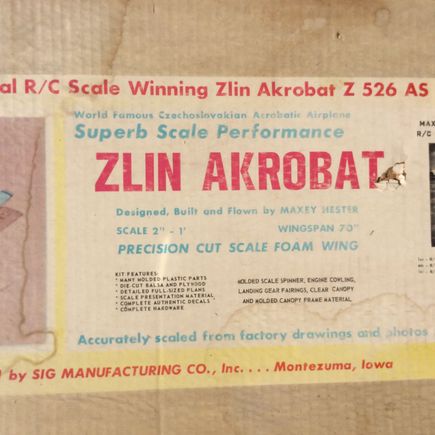 al R/C Scale Winning Zlin Akrobat Z 526 AS
World Famous Czechoslovakian Acrobatic Airplane
Superb Scale Performance
ZLIN AKROBAT
Designed, Built and Flown by MAXEY HESTER
SCALE 2" - 1' WINGSPAN 70"
PRECISION CUT SCALE FOAM WING
KIT FEATURES
* MANY MOLDED PLASTIC PARTS
* DIE-CUT BALSA AND PLYWOOD
* DETAILED FULL-SIZED PLANS
* SCALE PRESENTATION MATERIAL
* COMPLETE AUTHENTIC DECALS
* COMPLETE HARDWARE
MOLDED SCALE SPINNER, ENGINE COWLING,
LANDING GEAR FAIRINGS, CLEAR CANOPY
AND MOLDED CANOPY FRAME MATERIAL
Accurately scaled from factory drawings and photos
by SIG MANUFACTURING CO., Inc. . . . Montezuma, Iowa
MAX
R/C